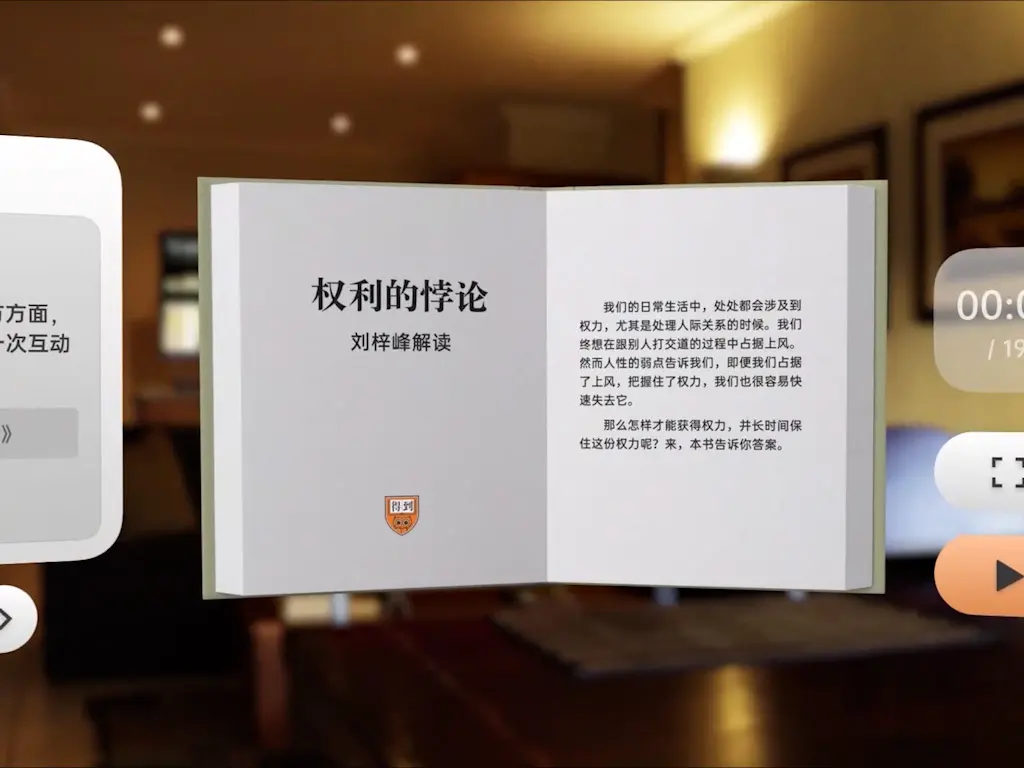 方面，
次互动
》
权利的悖论
刘梓峰解读
得到
我们的日常生活中，处处都会涉及到
权力，尤其是处理人际关系的时候。我们
终想在跟别人打交道的过程中占据上风。
然而人性的弱点告诉我们，即便我们占据
了上风，把握住了权力，我们也很容易快
速失去它。
那么怎样才能获得权力，并长时间保
住这份权力呢？来，本书告诉你答案。
00:0
/ 19